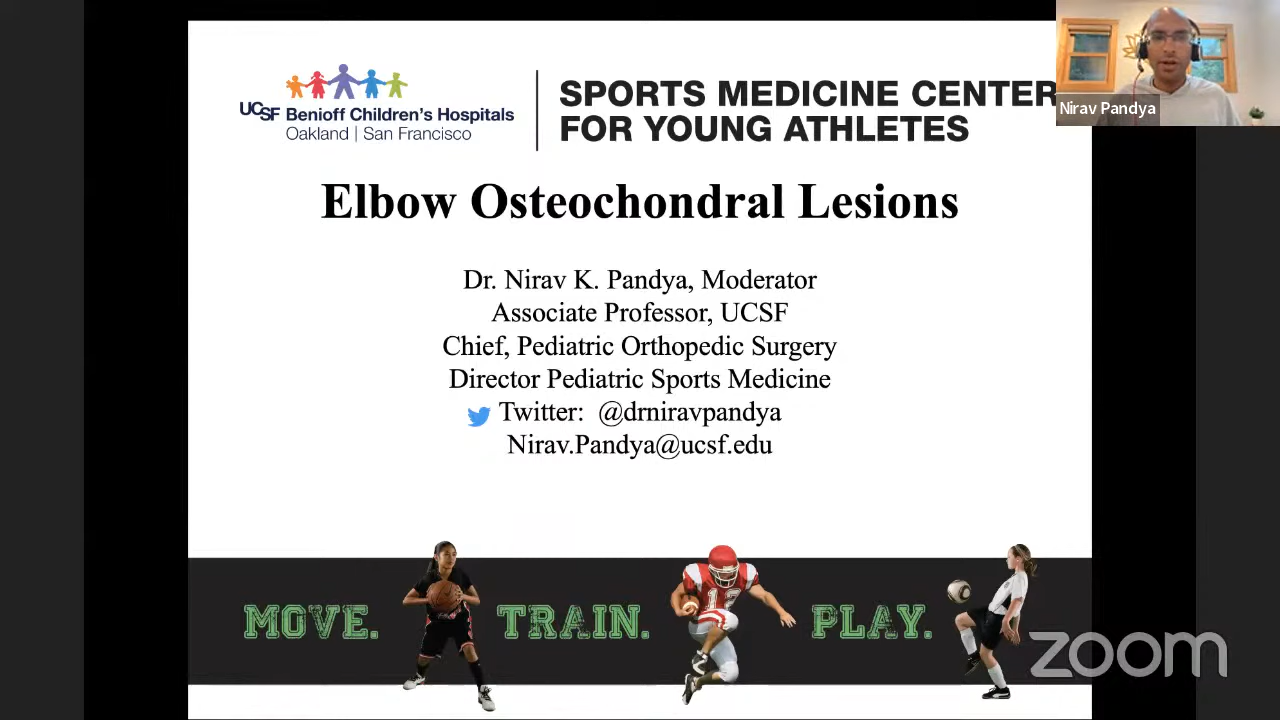 UCSF Benioff Children's Hospitals
Oakland | San Francisco
SPORTS MEDICINE CENTER
FOR YOUNG ATHLETES
Nirav Pandya
Elbow Osteochondral Lesions
Dr. Nirav K. Pandya, Moderator
Associate Professor, UCSF
Chief, Pediatric Orthopedic Surgery
Director Pediatric Sports Medicine
Twitter: @drniravpandya
Nirav.Pandya@ucsf.edu
MOVE. TRAIN. PLAY.
12
zoom